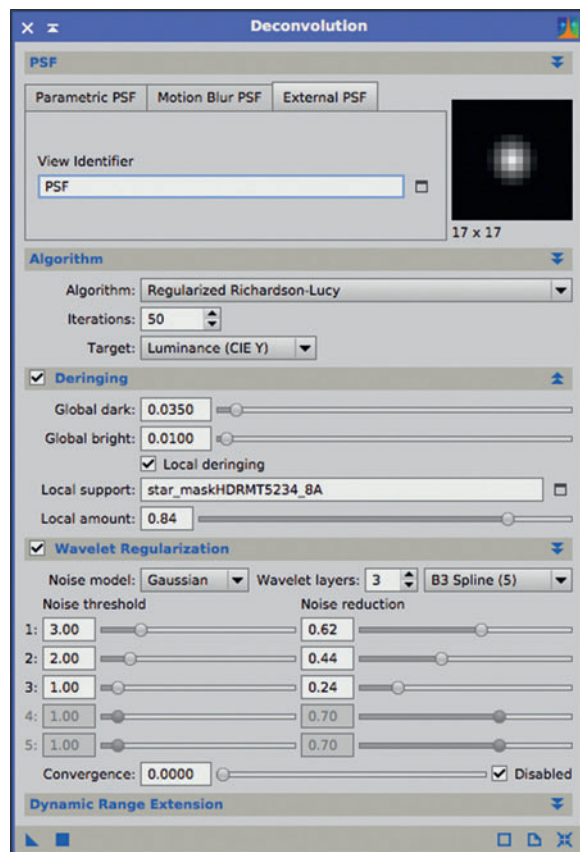 Deconvolution
PSF
Parametric PSF Motion Blur PSF External PSF
View Identifier
PSF
17 x 17
Algorithm
Algorithm: Regularized Richardson-Lucy
Iterations: 50
Target: Luminance (CIE Y)
Deringing
Global dark: 0.0350
Global bright: 0.0100
Local deringing
Local support: star_maskHDRMT5234_8A
Local amount: 0.84
Wavelet Regularization
Noise model: Gaussian Wavelet layers: 3 B3 Spline (5)
Noise threshold Noise reduction
1: 3.00 0.62
2: 2.00 0.44
3: 1.00 0.24
4: 1.00 0.70
5: 1.00 0.70
Convergence: 0.0000 Disabled
Dynamic Range Extension